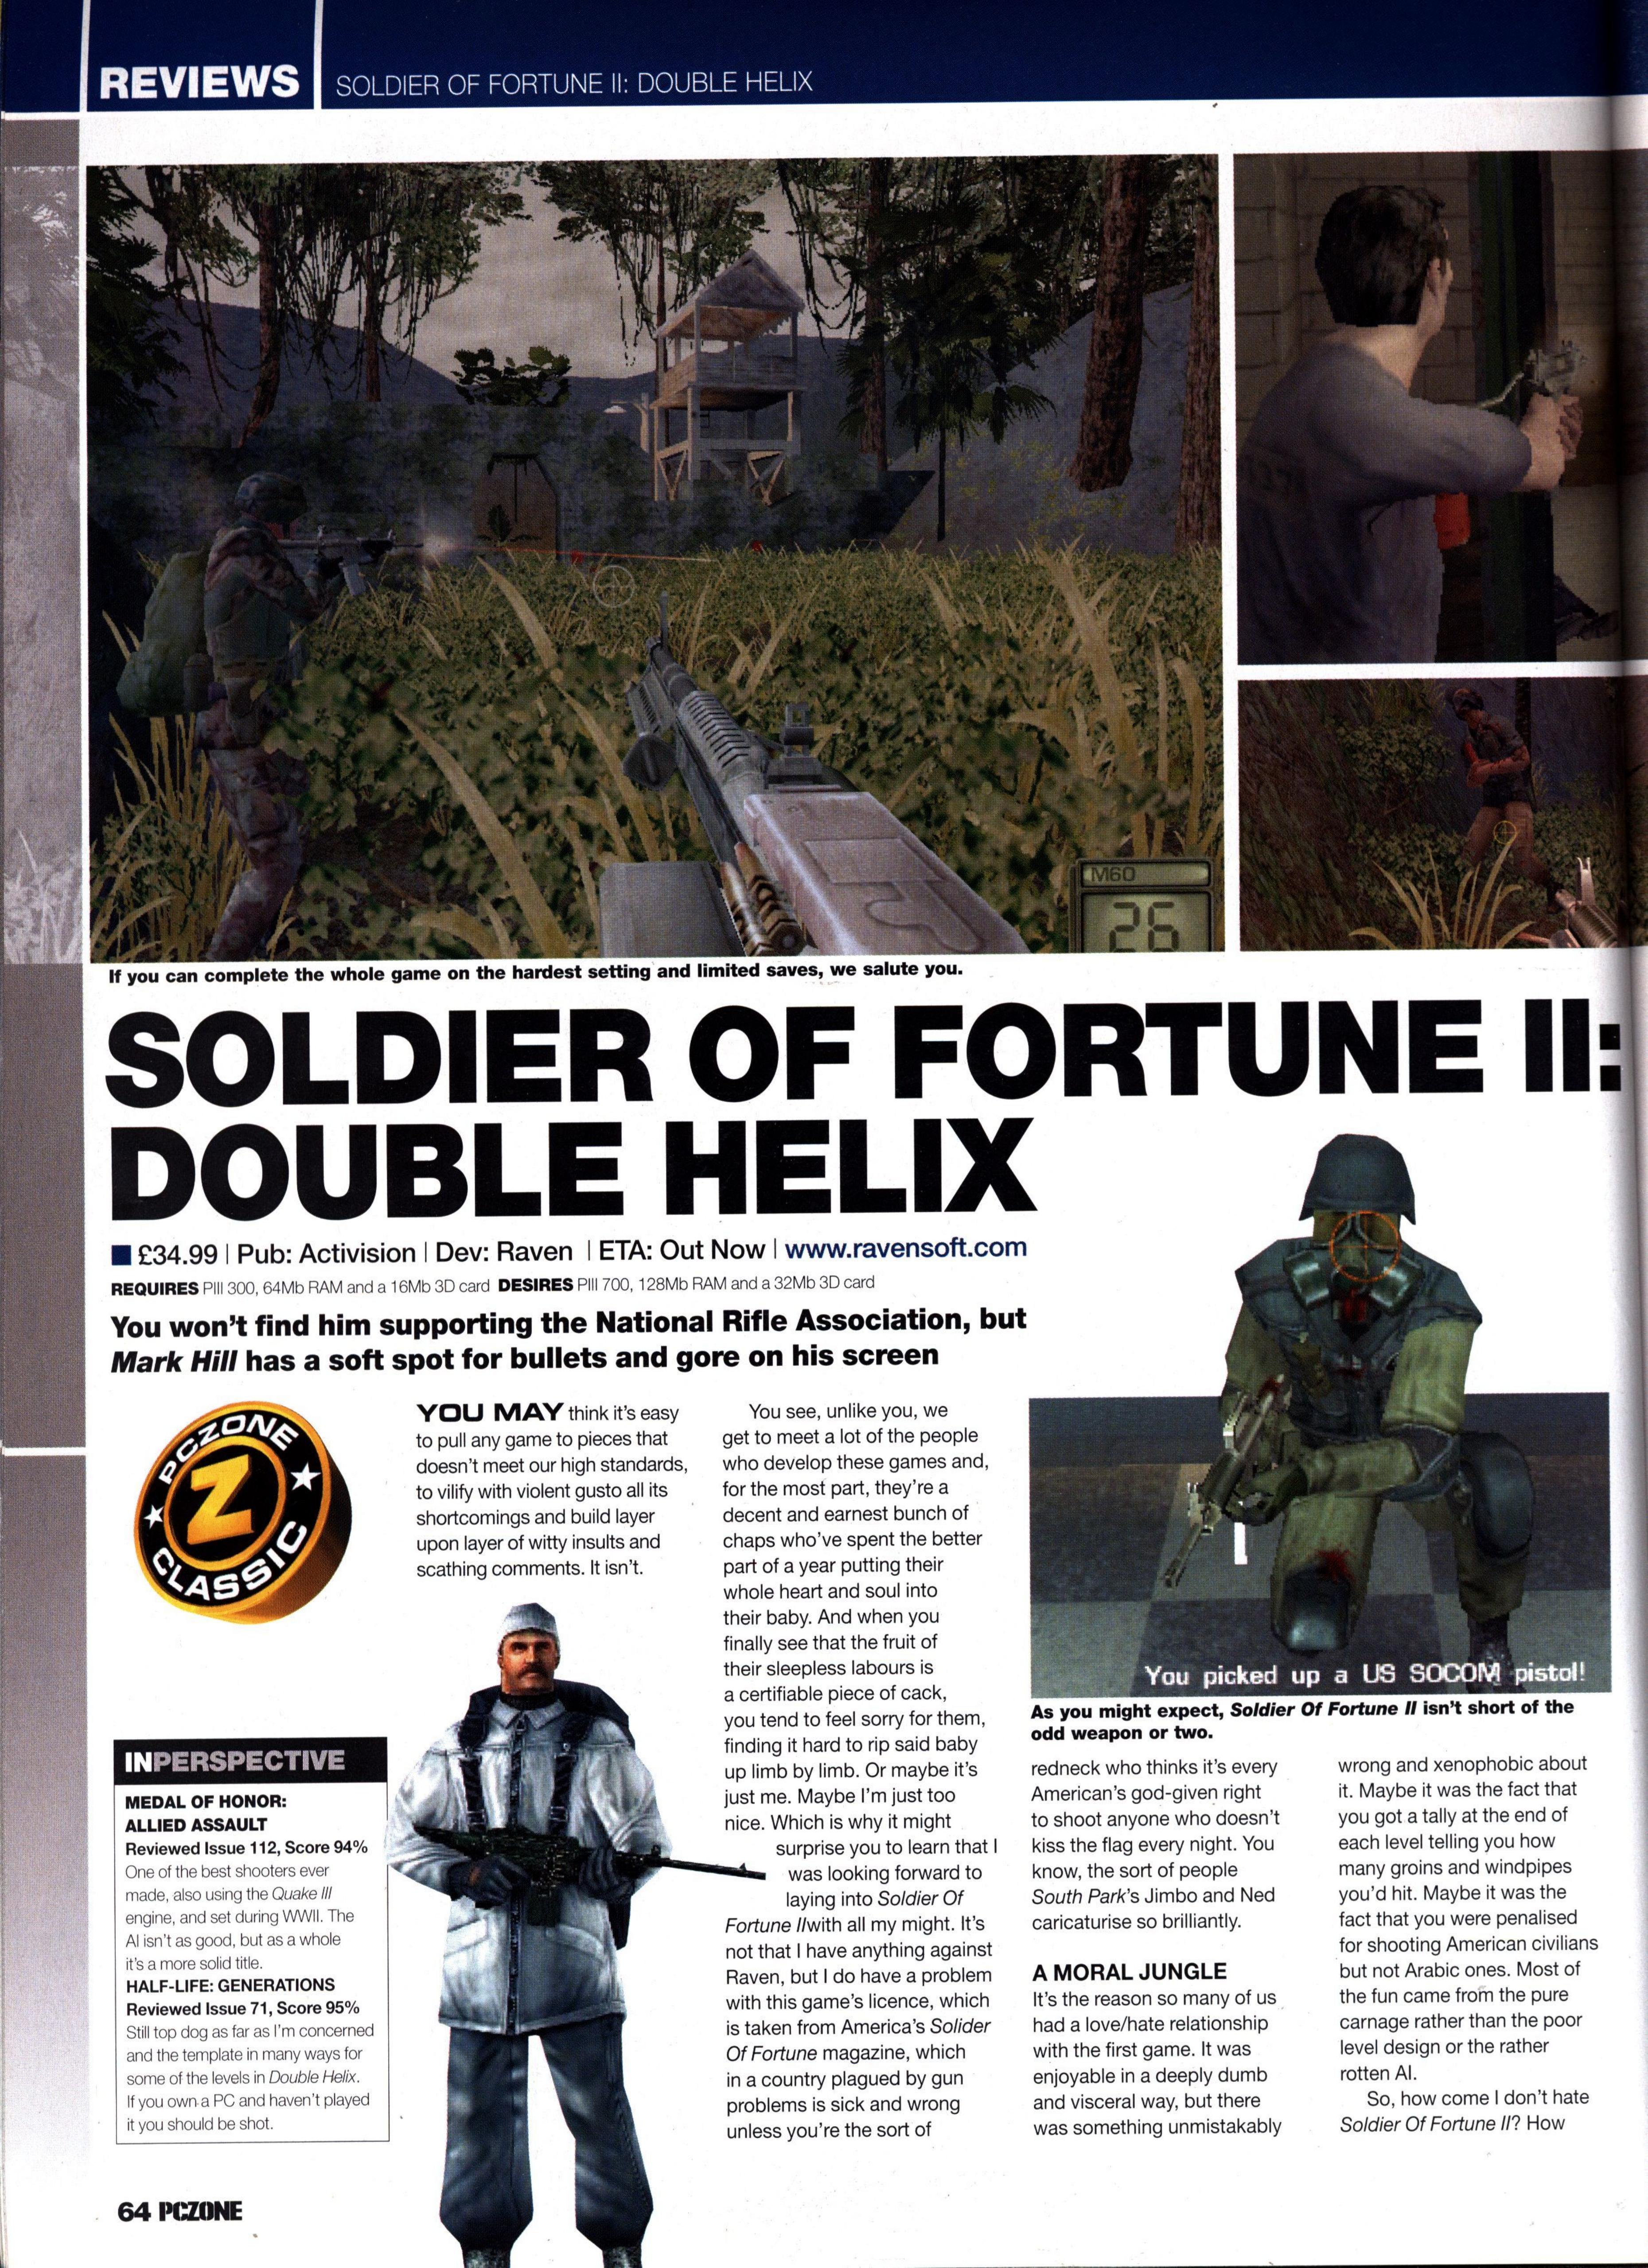 REVIEWS
SOLDIER OF FORTUNE II: DOUBLE HELIX
M60
26
If you can complete the whole game on the hardest setting and limited saves, we salute you.
SOLDIER OF FORTUNE II:
DOUBLE HELIX
£34.99 | Pub: Activision | Dev: Raven | ETA: Out Now | www.ravensoft.com
REQUIRES PIII 300, 64Mb RAM and a 16Mb 3D card DESIRES PIII 700, 128Mb RAM and a 32Mb 3D card
You won't find him supporting the National Rifle Association, but
Mark Hill has a soft spot for bullets and gore on his screen
PCZONE
Z
CLASSIC
YOU MAY think it's easy
to pull any game to pieces that
doesn't meet our high standards,
to vilify with violent gusto all its
shortcomings and build layer
upon layer of witty insults and
scathing comments. It isn't.
You see, unlike you, we
get to meet a lot of the people
who develop these games and,
for the most part, they're a
decent and earnest bunch of
chaps who've spent the better
part of a year putting their
whole heart and soul into
their baby. And when you
finally see that the fruit of
their sleepless labours is
a certifiable piece of cack,
you tend to feel sorry for them,
finding it hard to rip said baby
up limb by limb. Or maybe it's
just me. Maybe I'm just too
nice. Which is why it might
surprise you to learn that I
was looking forward to
laying into Soldier Of
Fortune IIwith all my might. It's
not that I have anything against
Raven, but I do have a problem
with this game's licence, which
is taken from America's Solider
Of Fortune magazine, which
in a country plagued by gun
problems is sick and wrong
unless you're the sort of
You picked up a US SOCOM pistol!
As you might expect, Soldier Of Fortune II isn't short of the
odd weapon or two.
redneck who thinks it's every
American's god-given right
to shoot anyone who doesn't
kiss the flag every night. You
know, the sort of people
South Park's Jimbo and Ned
caricaturise so brilliantly.
A MORAL JUNGLE
It's the reason so many of us
had a love/hate relationship
with the first game. It was
enjoyable in a deeply dumb
and visceral way, but there
was something unmistakably
wrong and xenophobic about
it. Maybe it was the fact that
you got a tally at the end of
each level telling you how
many groins and windpipes
you'd hit. Maybe it was the
fact that you were penalised
for shooting American civilians
but not Arabic ones. Most of
the fun came from the pure
carnage rather than the poor
level design or the rather
rotten AI.
So, how come I don't hate
Soldier Of Fortune II? How
INPERSPECTIVE
MEDAL OF HONOR:
ALLIED ASSAULT
Reviewed Issue 112, Score 94%
One of the best shooters ever
made, also using the Quake III
engine, and set during WWII. The
AI isn't as good, but as a whole
it's a more solid title.
HALF-LIFE: GENERATIONS
Reviewed Issue 71, Score 95%
Still top dog as far as I'm concerned
and the template in many ways for
some of the levels in Double Helix.
If you own a PC and haven't played
it you should be shot.
64 PCZONE